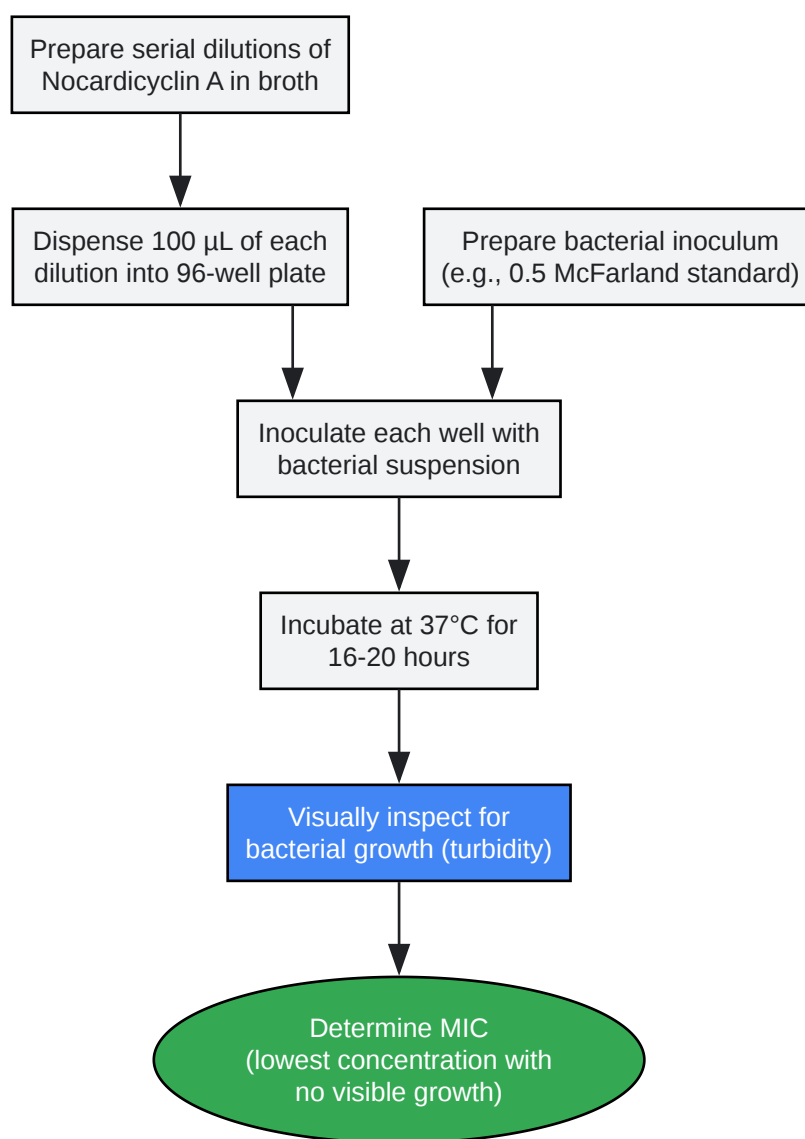 Prepare serial dilutions of
Nocardicyclin A in broth
Dispense 100 µL of each
dilution into 96-well plate
Prepare bacterial inoculum
(e.g., 0.5 McFarland standard)
Inoculate each well with
bacterial suspension
Incubate at 37°C for
16-20 hours
Visually inspect for
bacterial growth (turbidity)
Determine MIC
(lowest concentration with
no visible growth)